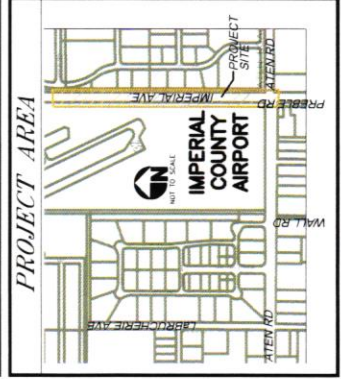 PROJECT AREA
IMPERIAL AVE
PROJECT
SITE
ATEN RD
PREBLE RD
N
NOT TO SCALE
IMPERIAL
COUNTY
AIRPORT
WALL RD
LaBRUCHERIE AVE
ATEN RD